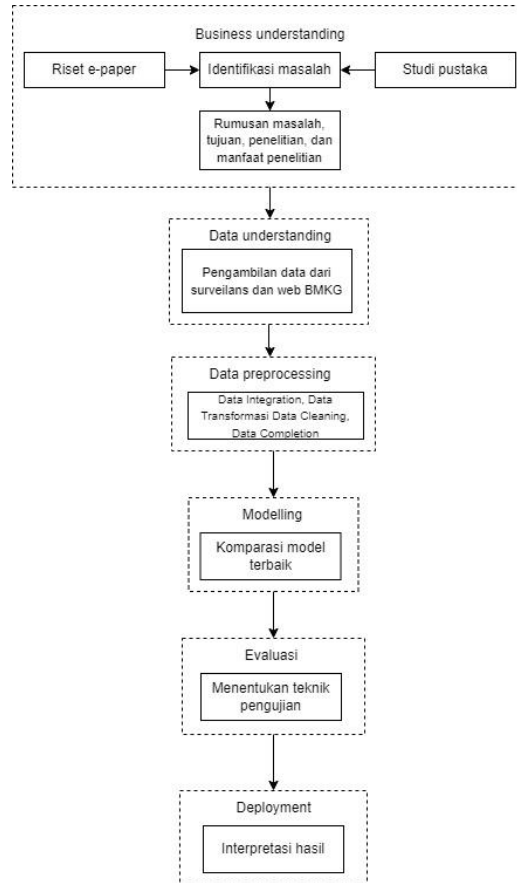 Business understanding
Riset e-paper
Identifikasi masalah
Studi pustaka
Rumusan masalah,
tujuan, penelitian, dan
manfaat penelitian
Data understanding
Pengambilan data dari
surveilans dan web BMKG
Data preprocessing
Data Integration, Data
Transformasi Data Cleaning,
Data Completion
Modelling
Komparasi model
terbaik
Evaluasi
Menentukan teknik
pengujian
Deployment
Interpretasi hasil